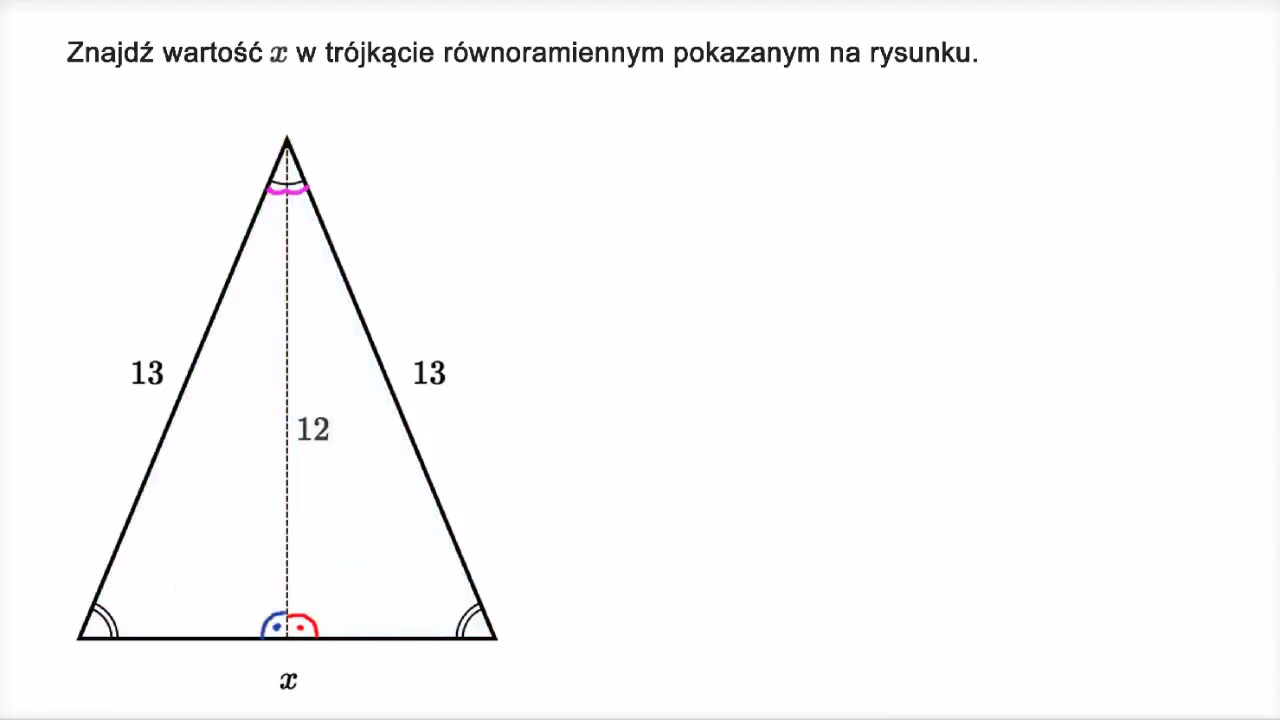 Znajdź wartość x w trójkącie równoramiennym pokazanym na rysunku.
13
13
12
x